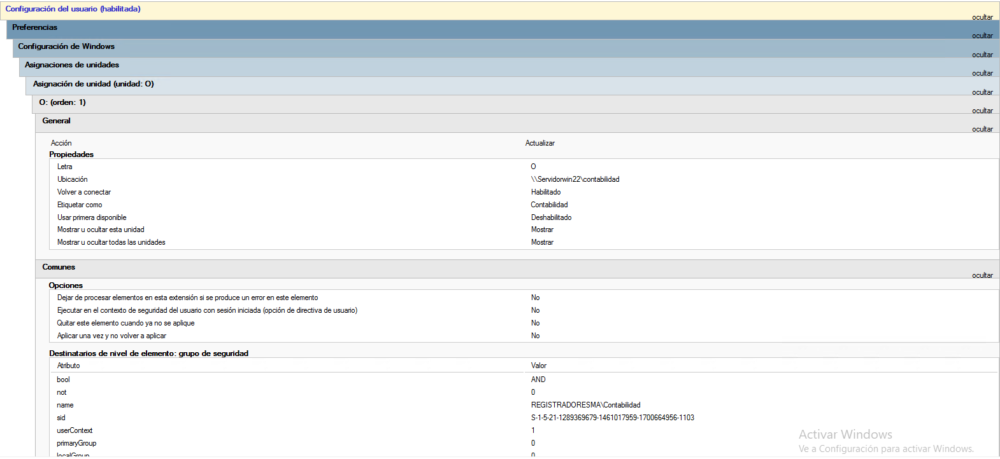 Configuración del usuario (habilitada)
ocultar
Preferencias
ocultar
Configuración de Windows
ocultar
Asignaciones de unidades
ocultar
Asignación de unidad (unidad: O)
ocultar
O: (orden: 1)
ocultar
General
ocultar
Acción Actualizar
Propiedades
Letra O
Ubicación \\Servidorwin22\contabilidad
Volver a conectar Habilitado
Etiquetar como Contabilidad
Usar primera disponible Deshabilitado
Mostrar u ocultar esta unidad Mostrar
Mostrar u ocultar todas las unidades Mostrar
Comunes
ocultar
Opciones
Dejar de procesar elementos en esta extensión si se produce un error en este elemento No
Ejecutar en el contexto de seguridad del usuario con sesión iniciada (opción de directiva de usuario) No
Quitar este elemento cuando ya no se aplique No
Aplicar una vez y no volver a aplicar No
Destinatarios de nivel de elemento: grupo de seguridad
Atributo Valor
bool AND
not 0
name REGISTRADORESMA\Contabilidad
sid S-1-5-21-1289369679-1461017959-1700664956-1103
userContext 1
primaryGroup 0
localGroup 0
Activar Windows
Ve a Configuración para activar Windows.